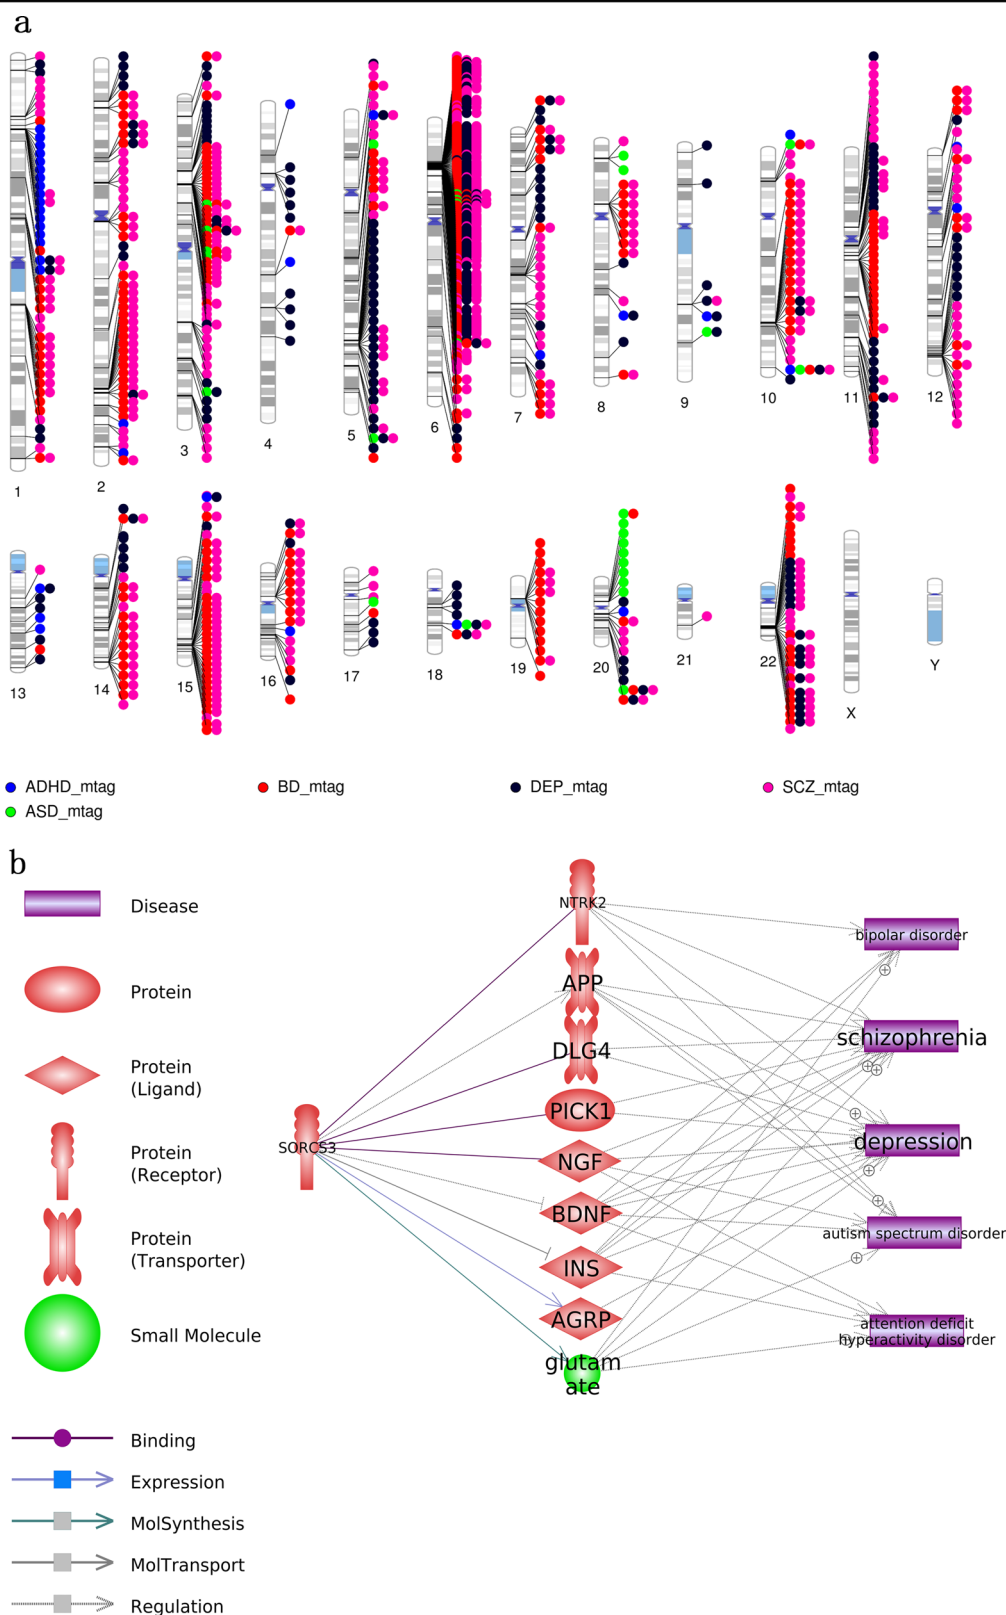 a
1
2
3
4
5
6
7
8
9
10
11
12
13
14
15
16
17
18
19
20
21
22
X
Y
ADHD_mtag
BD_mtag
DEP_mtag
SCZ_mtag
ASD_mtag
b
Disease
Protein
Protein
(Ligand)
Protein
(Receptor)
Protein
(Transporter)
Small Molecule
Binding
Expression
MolSynthesis
MolTransport
Regulation
SORCS3
NTRK2
APP
DLG4
PICK1
NGF
BDNF
INS
AGRP
glutam
ate
bipolar disorder
schizophrenia
depression
autism spectrum disorder
attention deficit
hyperactivity disorder